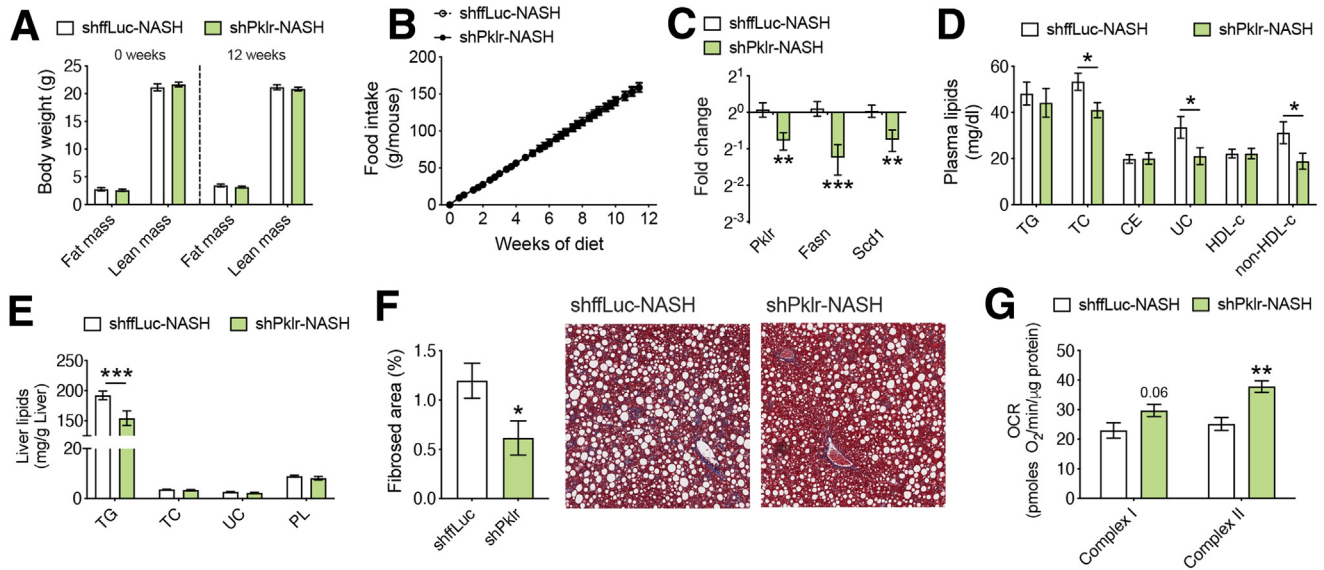 A
shffLuc-NASH shPklr-NASH
0 weeks 12 weeks
Body weight (g)
25
20
15
10
5
0
Fat mass Lean mass Fat mass Lean mass
B
shffLuc-NASH
shPklr-NASH
Food intake
(g/mouse)
200
150
100
50
0
0 2 4 6 8 10 12
Weeks of diet
C
shffLuc-NASH
shPklr-NASH
Fold change
2¹
2⁰
2⁻¹
2⁻²
2⁻³
** *** **
Pklr Fasn Scd1
D
shffLuc-NASH shPklr-NASH
Plasma lipids
(mg/dl)
60
40
20
0
* * *
TG TC CE UC HDL-c non-HDL-c
E
shffLuc-NASH shPklr-NASH
Liver lipids
(mg/g Liver)
250
200
150
20
0
***
TG TC UC PL
F
Fibrosed area (%)
1.5
1.0
0.5
0.0
*
shffLuc shPklr
shffLuc-NASH shPklr-NASH
G
shffLuc-NASH shPklr-NASH
OCR
(pmoles O₂/min/μg protein)
50
40
30
20
10
0
0.06 **
Complex I Complex II